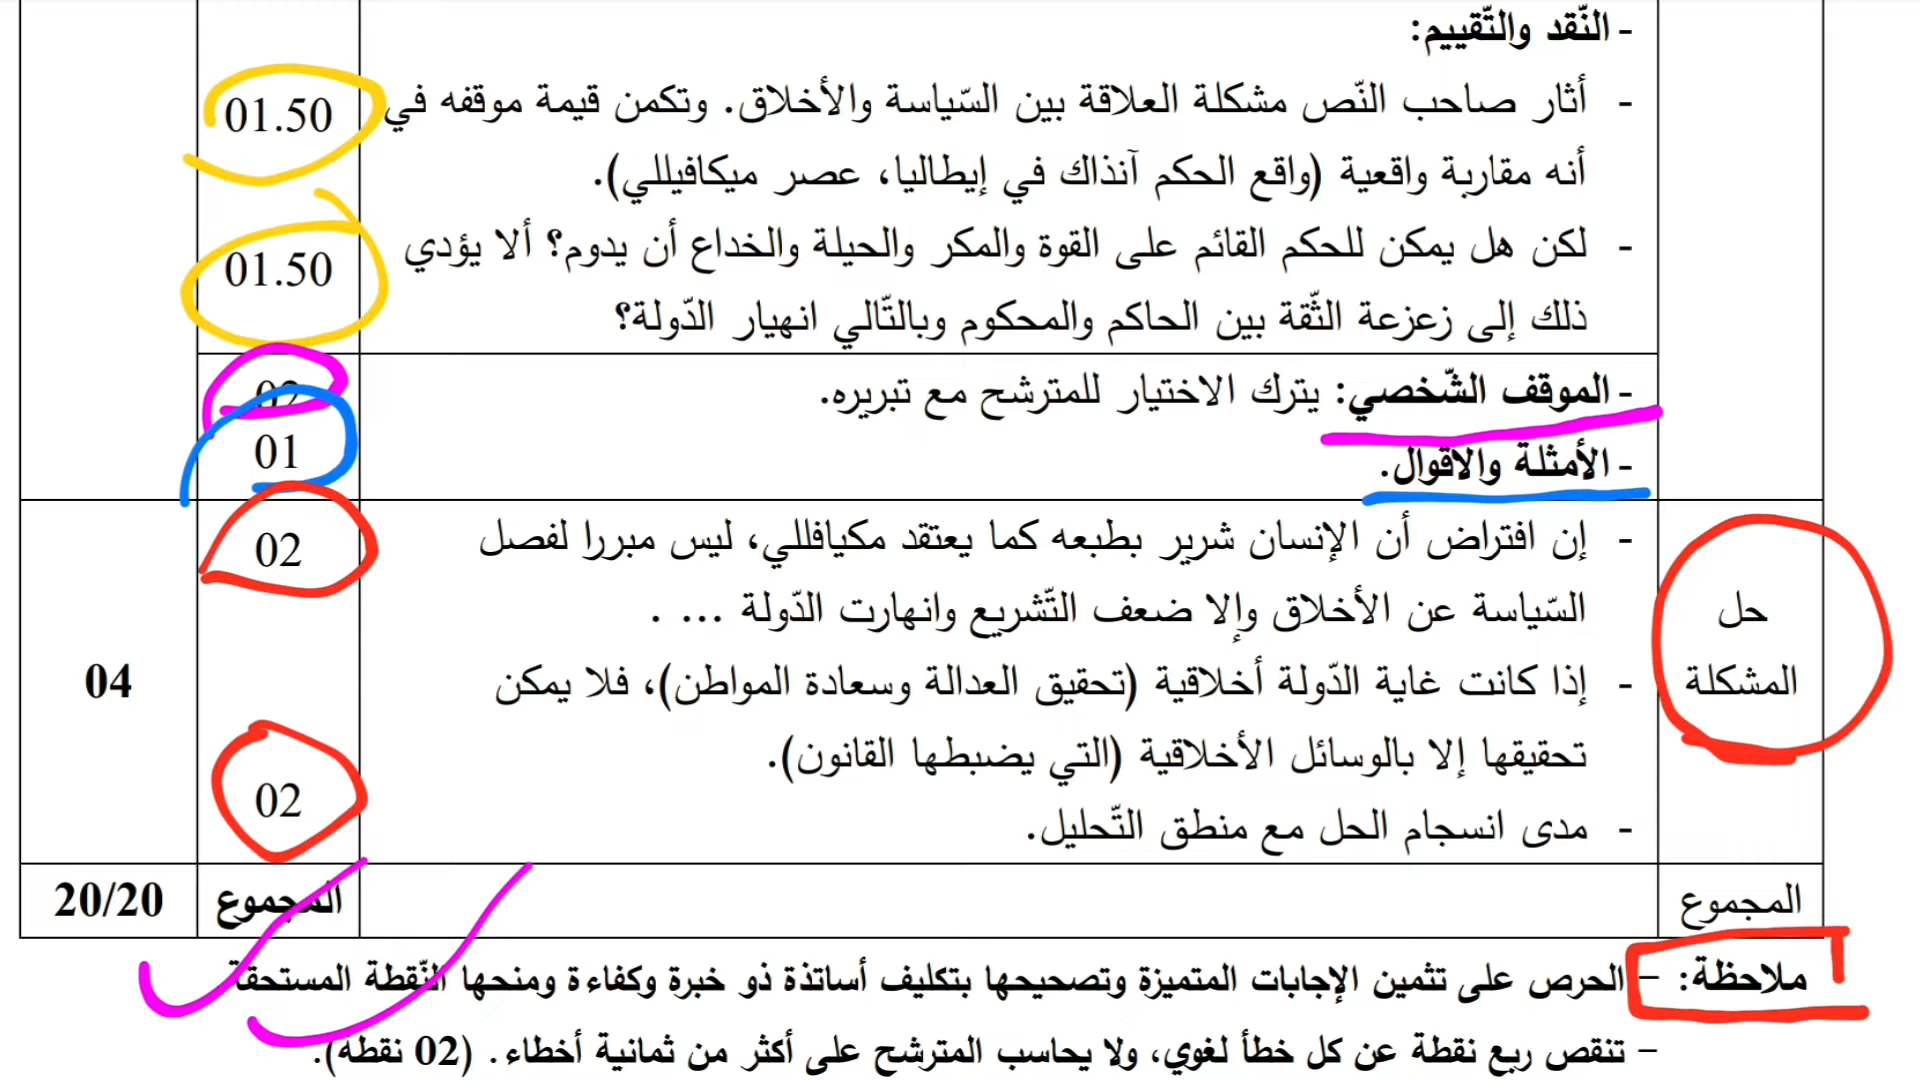 - النّقد والتّقييم:
- أثار صاحب النّص مشكلة العلاقة بين السّياسة والأخلاق. وتكمن قيمة موقفه في
01.50
أنه مقاربة واقعية (واقع الحكم آنذاك في إيطاليا، عصر ميكافيللي).
- لكن هل يمكن للحكم القائم على القوة والمكر والحيلة والخداع أن يدوم؟ ألا يؤدي
01.50
ذلك إلى زعزعة الثّقة بين الحاكم والمحكوم وبالتّالي انهيار الدّولة؟
- الموقف الشّخصي: يترك الاختيار للمترشح مع تبريره.
02
- الأمثلة والاقوال.
01
حل
المشكلة
- إن افتراض أن الإنسان شرير بطبعه كما يعتقد مكيافللي، ليس مبررا لفصل
02
السّياسة عن الأخلاق وإلا ضعف التّشريع وانهارت الدّولة ... .
- إذا كانت غاية الدّولة أخلاقية (تحقيق العدالة وسعادة المواطن)، فلا يمكن
04
تحقيقها إلا بالوسائل الأخلاقية (التي يضبطها القانون).
- مدى انسجام الحل مع منطق التّحليل.
02
المجموع
المجموع
20/20
ملاحظة: - الحرص على تثمين الإجابات المتميزة وتصحيحها بتكليف أساتذة ذو خبرة وكفاءة ومنحها النّقطة المستحقة
- تنقص ربع نقطة عن كل خطأ لغوي، ولا يحاسب المترشح على أكثر من ثمانية أخطاء. (02 نقطة).